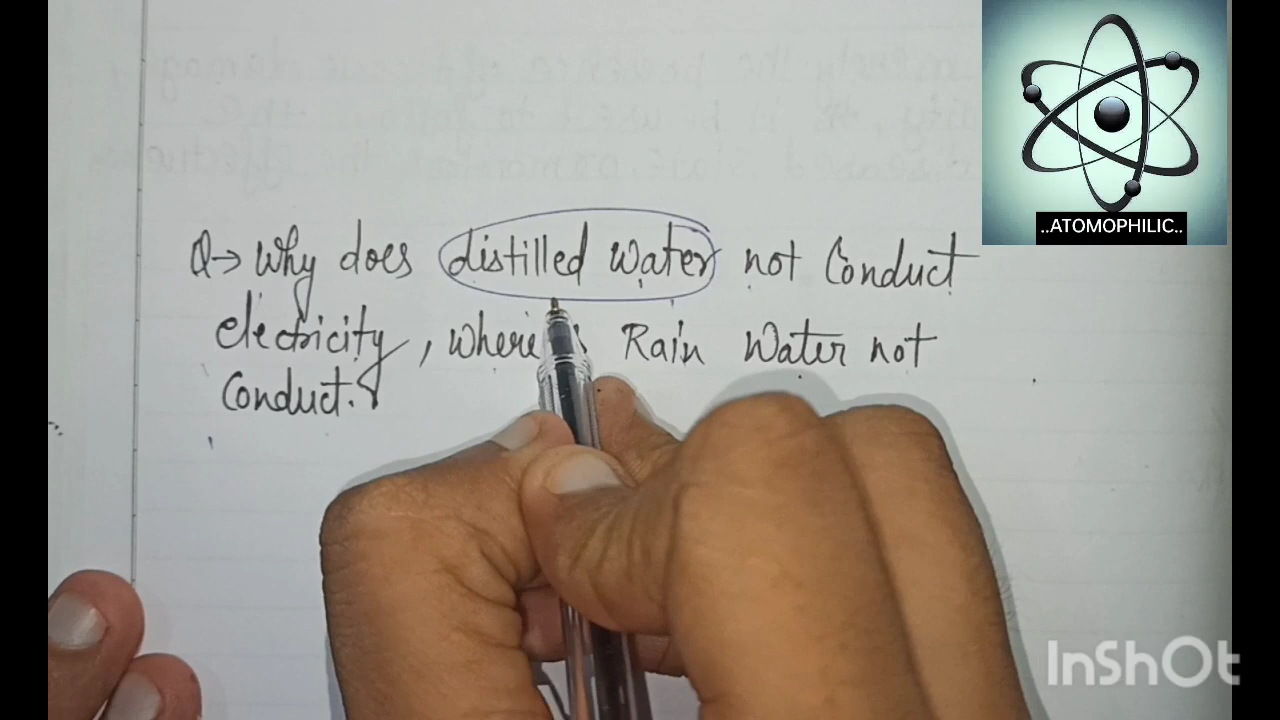 ..ATOMOPHILIC..
Q→ Why does distilled water not Conduct
electricity, where Rain Water not
Conduct.?
InShOt